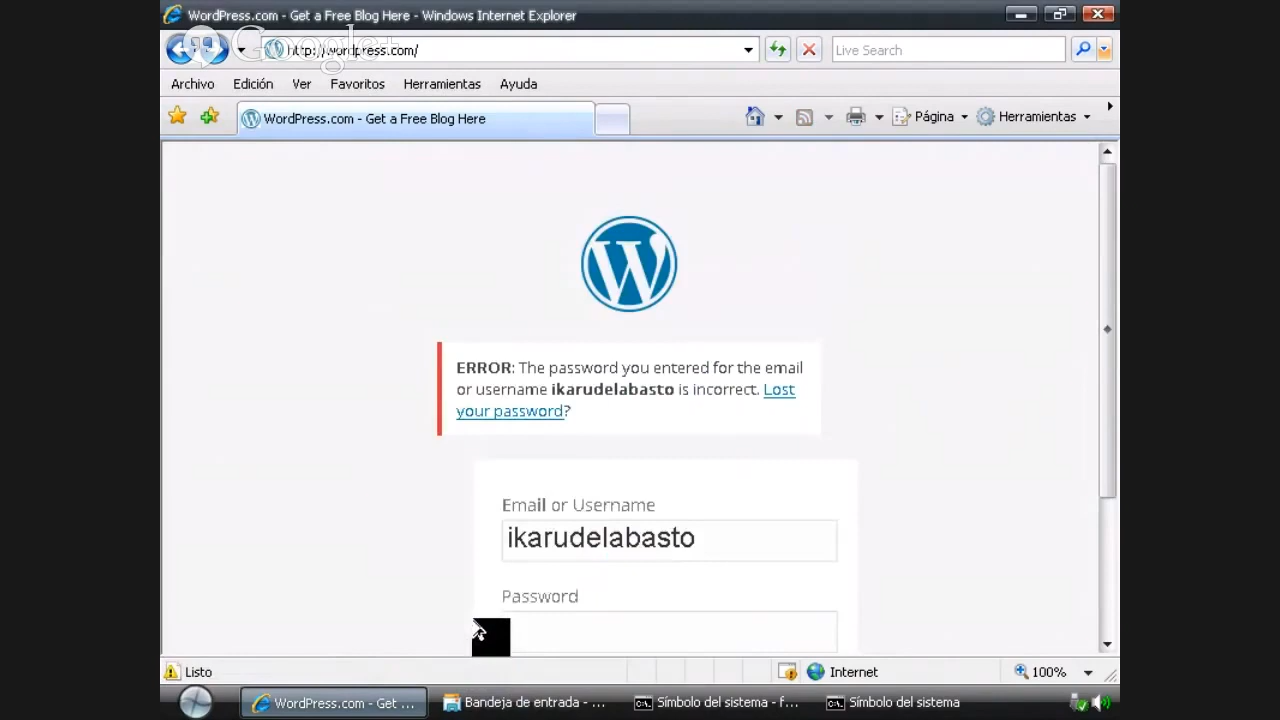 WordPress.com - Get a Free Blog Here - Windows Internet Explorer
Google+
http://wordpress.com/
Live Search
Archivo Edición Ver Favoritos Herramientas Ayuda
WordPress.com - Get a Free Blog Here
Página
Herramientas
ERROR: The password you entered for the email
or username ikarudelabasto is incorrect. Lost
your password?
Email or Username
ikarudelabasto
Password
Listo
Internet
100%
WordPress.com - Get ...
Bandeja de entrada - ...
Símbolo del sistema - f...
Símbolo del sistema